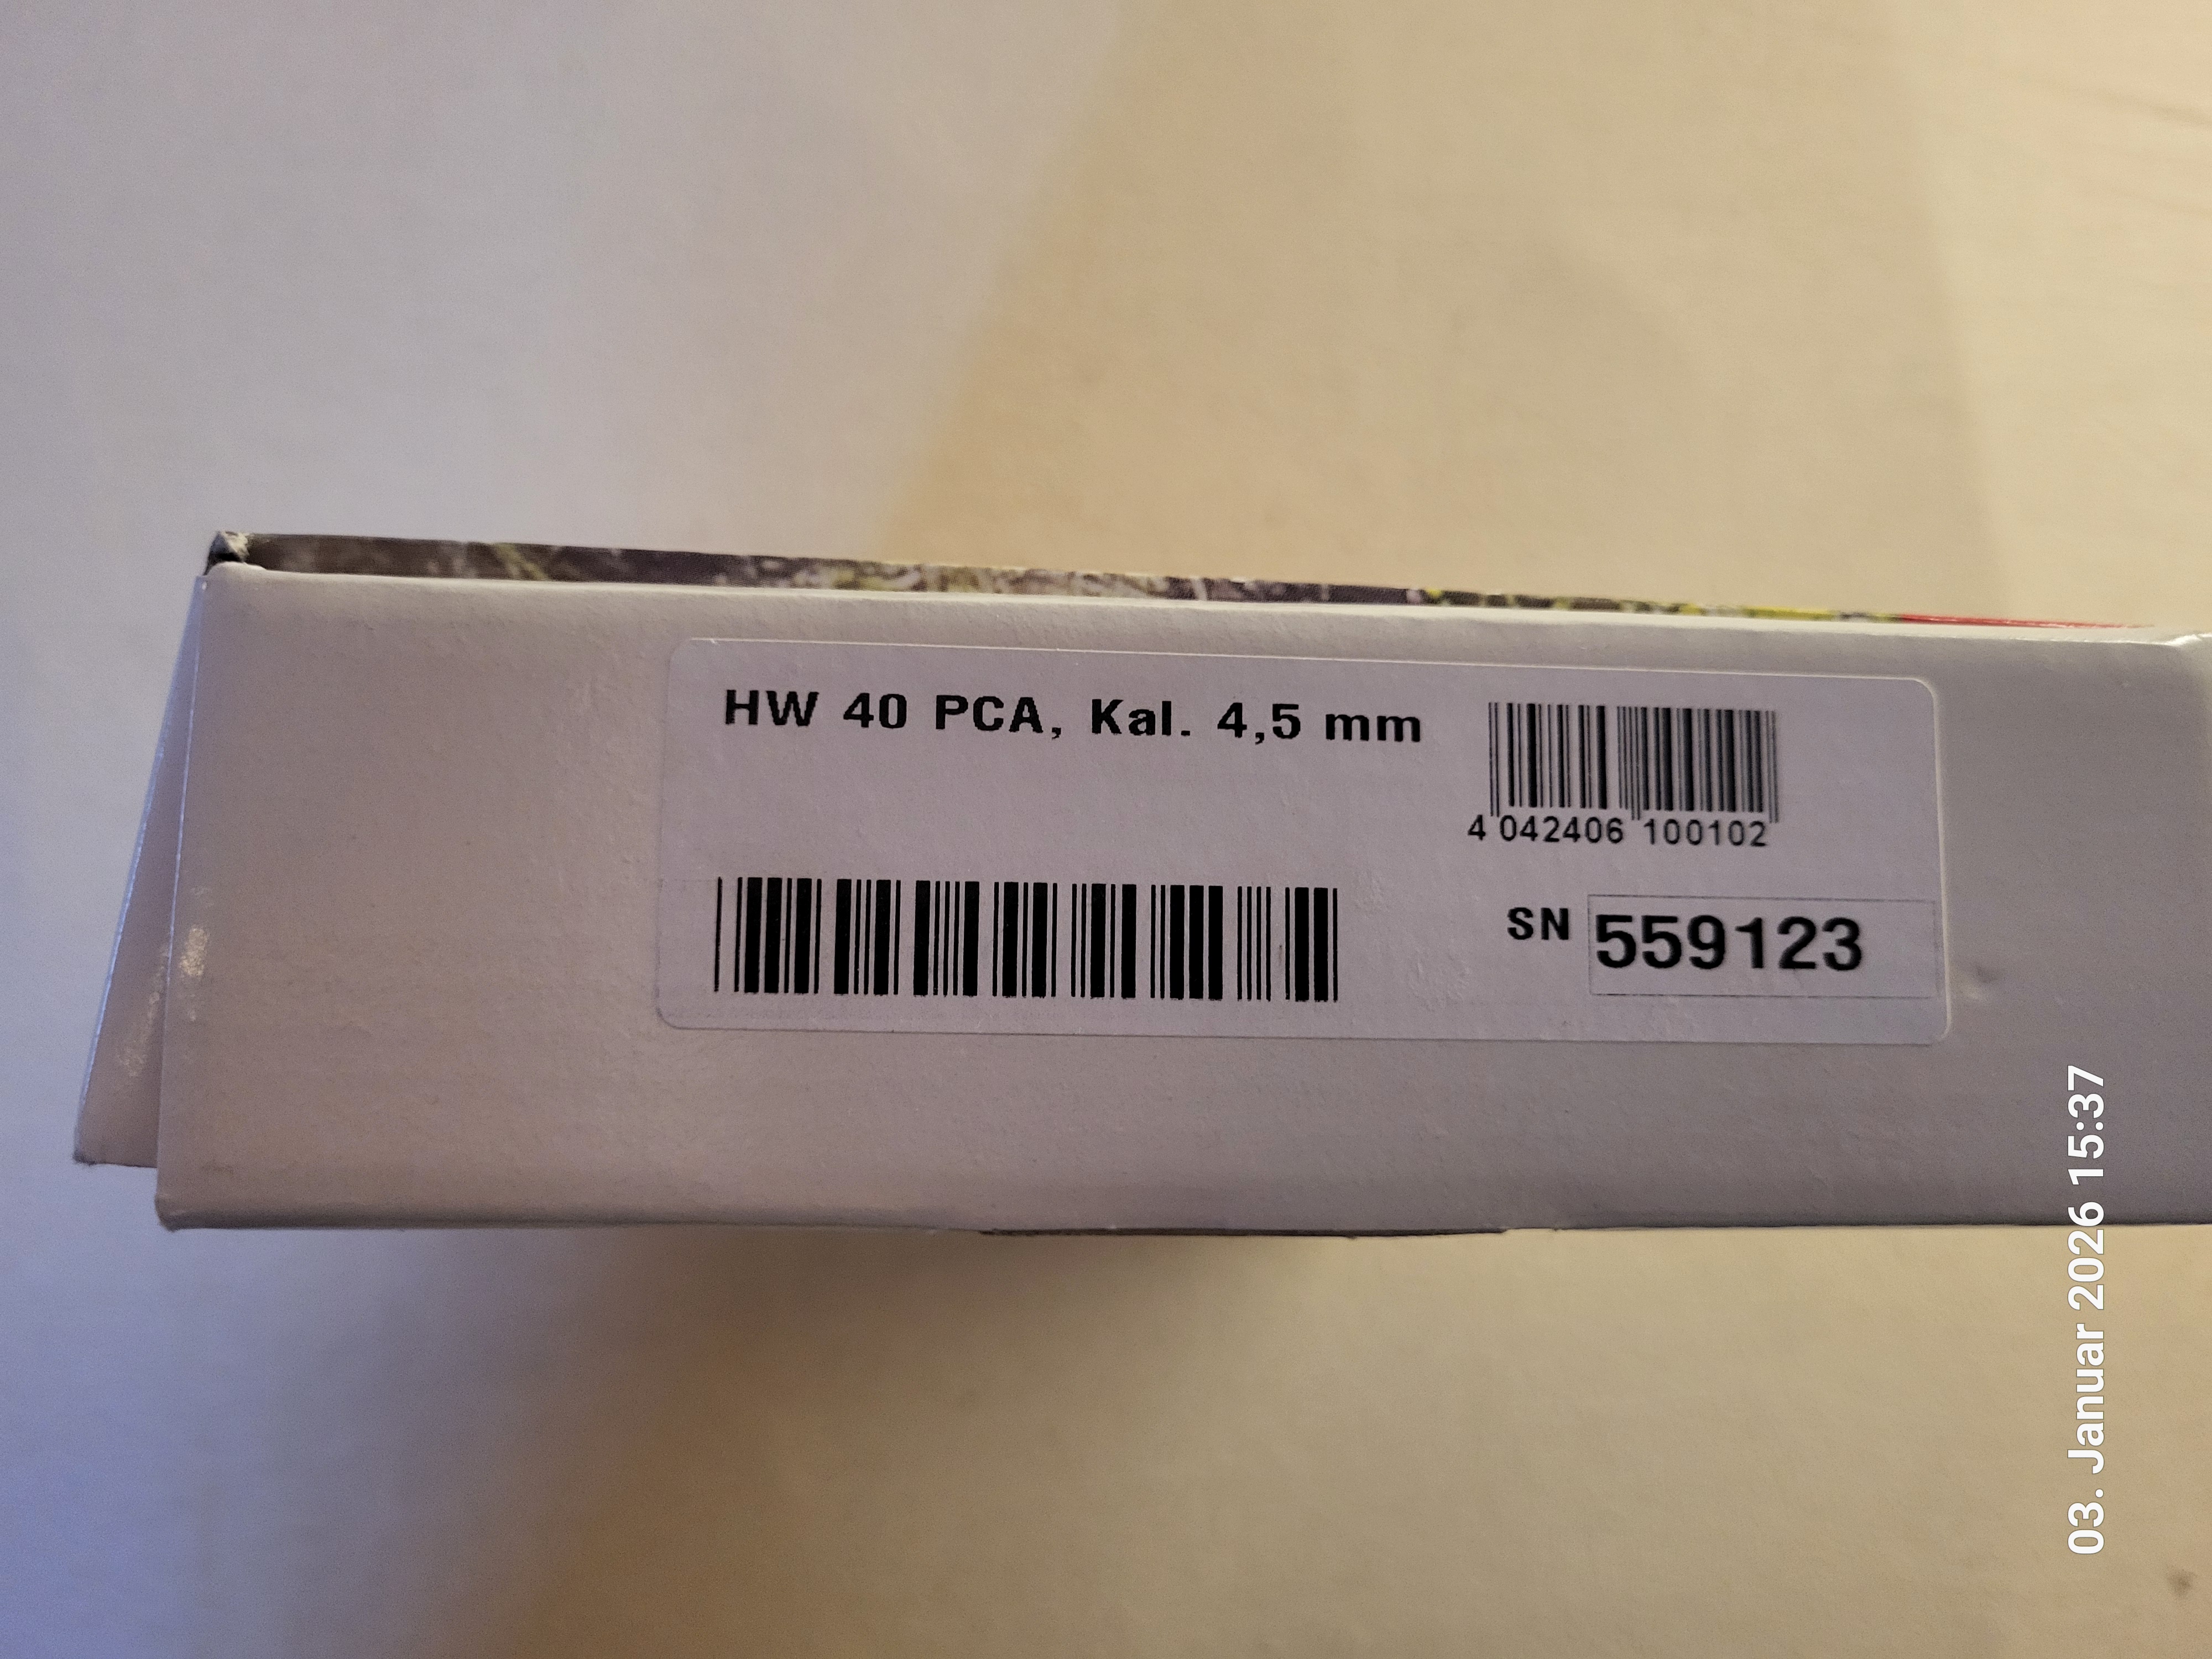 HW 40 PCA, Kal. 4,5 mm
4 042406 100102
SN 559123
03. Januar 2026 15:37